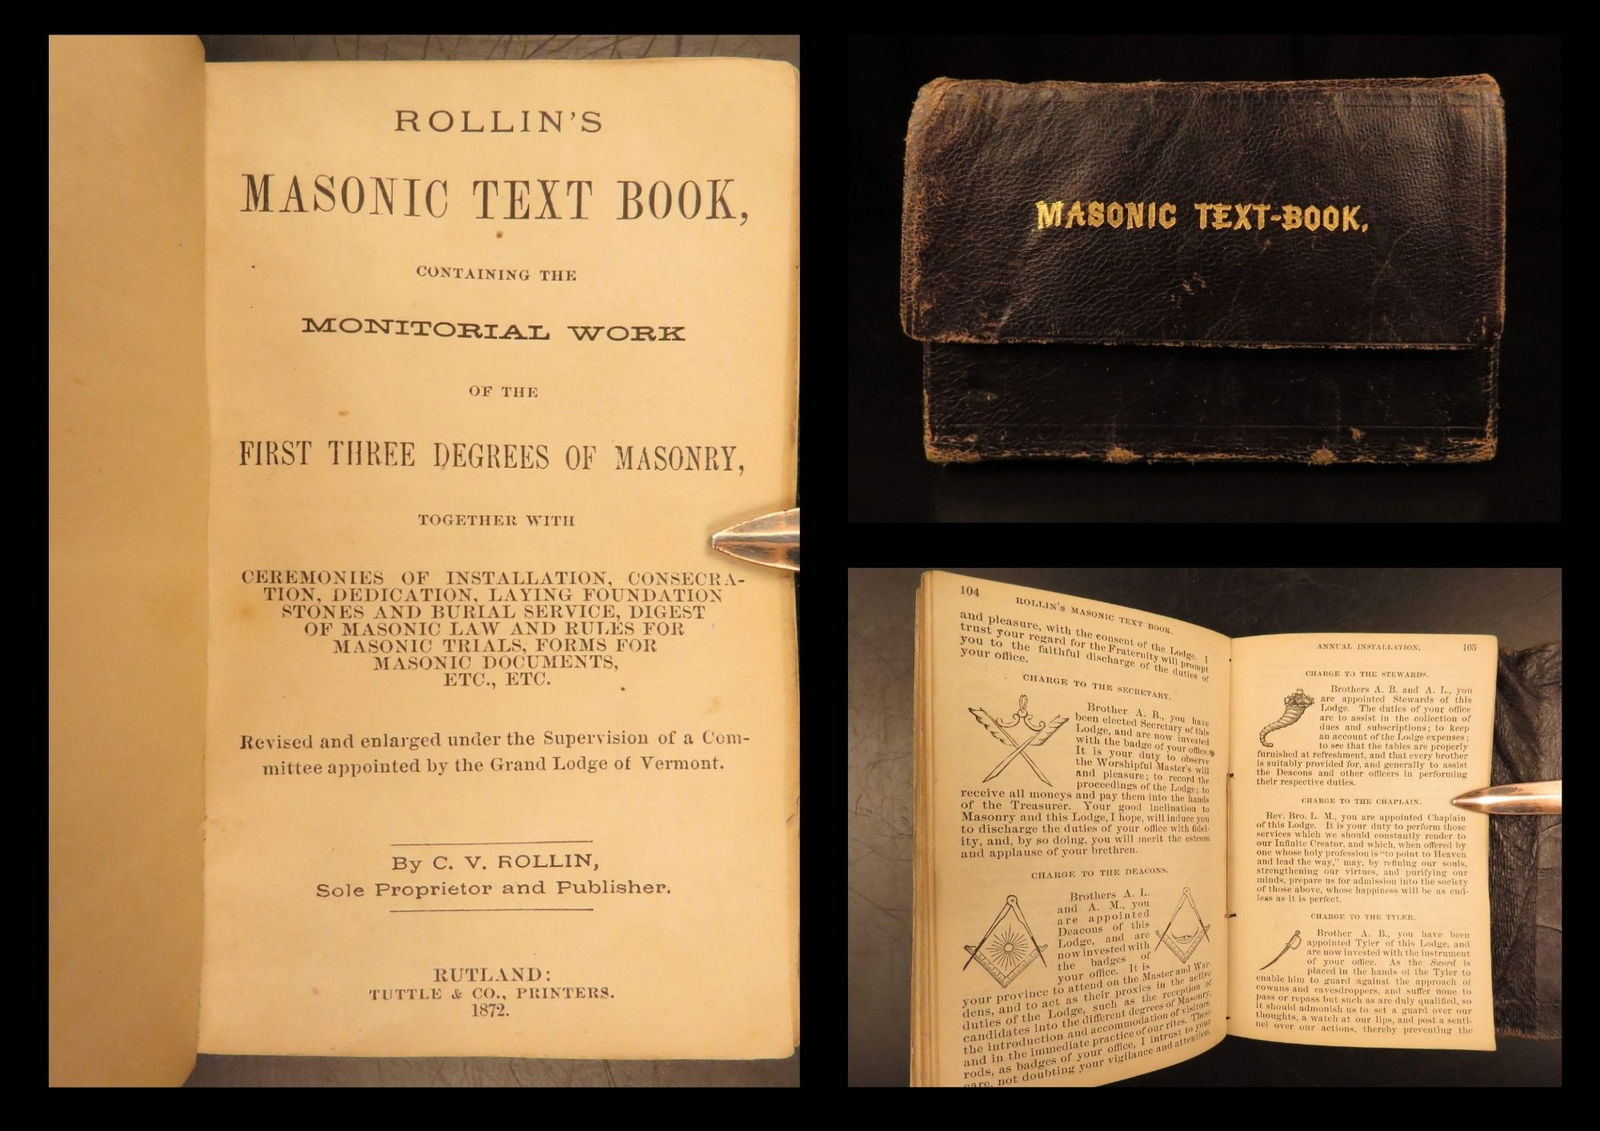 ROLLIN'S
MASONIC TEXT BOOK,
CONTAINING THE
MONITORIAL WORK
OF THE
FIRST THREE DEGREES OF MASONRY,
TOGETHER WITH
CEREMONIES OF INSTALLATION, CONSECRA-
TION, DEDICATION, LAYING FOUNDATION
STONES AND BURIAL SERVICE, DIGEST
OF MASONIC LAW AND RULES FOR
MASONIC TRIALS, FORMS FOR
MASONIC DOCUMENTS,
ETC., ETC.
Revised and enlarged under the Supervision of a Com-
mittee appointed by the Grand Lodge of Vermont.
By C. V. ROLLIN,
Sole Proprietor and Publisher.
RUTLAND:
TUTTLE & CO., PRINTERS.
1872.
MASONIC TEXT-BOOK.
104
ROLLIN'S MASONIC TEXT BOOK.
and pleasure, with the consent of the Lodge. I
trust your regard for the Fraternity will prompt
you to the faithful discharge of the duties of
your office.
CHARGE TO THE SECRETARY.
Brother A. B., you have
been elected Secretary of this
Lodge, and are now invested
with the badge of your office.
It is your duty to observe
the Worshipful Master's will
and pleasure; to record the
proceedings of the Lodge; to
receive all moneys and pay them into the hands
of the Treasurer. Your good inclination to
Masonry and this Lodge, I hope, will induce you
to discharge the duties of your office with fidel-
ity, and, by so doing, you will merit the esteem
and applause of your brethren.
CHARGE TO THE DEACONS.
Brothers A. L.
and A. M., you
are appointed
Deacons of this
Lodge, and are
now invested with
the badges of
your office. It is
your province to attend on the Master and War-
dens, and to act as their proxies in the active
duties of the Lodge, such as the reception of
candidates into the different degrees of Masonry,
the introduction and accommodation of visitors,
and in the immediate practice of our rites. These
rods, as badges of your office, I intrust to your
care, not doubting your vigilance and attention.
ANNUAL INSTALLATION. 105
CHARGE TO THE STEWARDS.
Brothers A. B. and A. L., you
are appointed Stewards of this
Lodge. The duties of your office
are to assist in the collection of
dues and subscriptions; to keep
an account of the Lodge expenses;
to see that the tables are properly
furnished at refreshment, and that every brother
is suitably provided for, and generally to assist
the Deacons and other officers in performing
their respective duties.
CHARGE TO THE CHAPLAIN.
Rev. Bro. L. M., you are appointed Chaplain
of this Lodge. It is your duty to perform those
services which we should constantly render to
our Infinite Creator, and which, when offered by
one whose holy profession is "to point to Heaven
and lead the way," may, by refining our souls,
strengthening our virtues, and purifying our
minds, prepare us for admission into the society
of those above, whose happiness will be as end-
less as it is perfect.
CHARGE TO THE TYLER.
Brother A. B., you have been
appointed Tyler of this Lodge, and
are now invested with the instrument
of your office. As the Sword is
placed in the hands of the Tyler to
enable him to guard against the approach of
cowans and eavesdroppers, and suffer none to
pass or repass but such as are duly qualified, so
it should admonish us to set a guard over our
thoughts, a watch at our lips, and post a senti-
nel over our actions, thereby preventing the